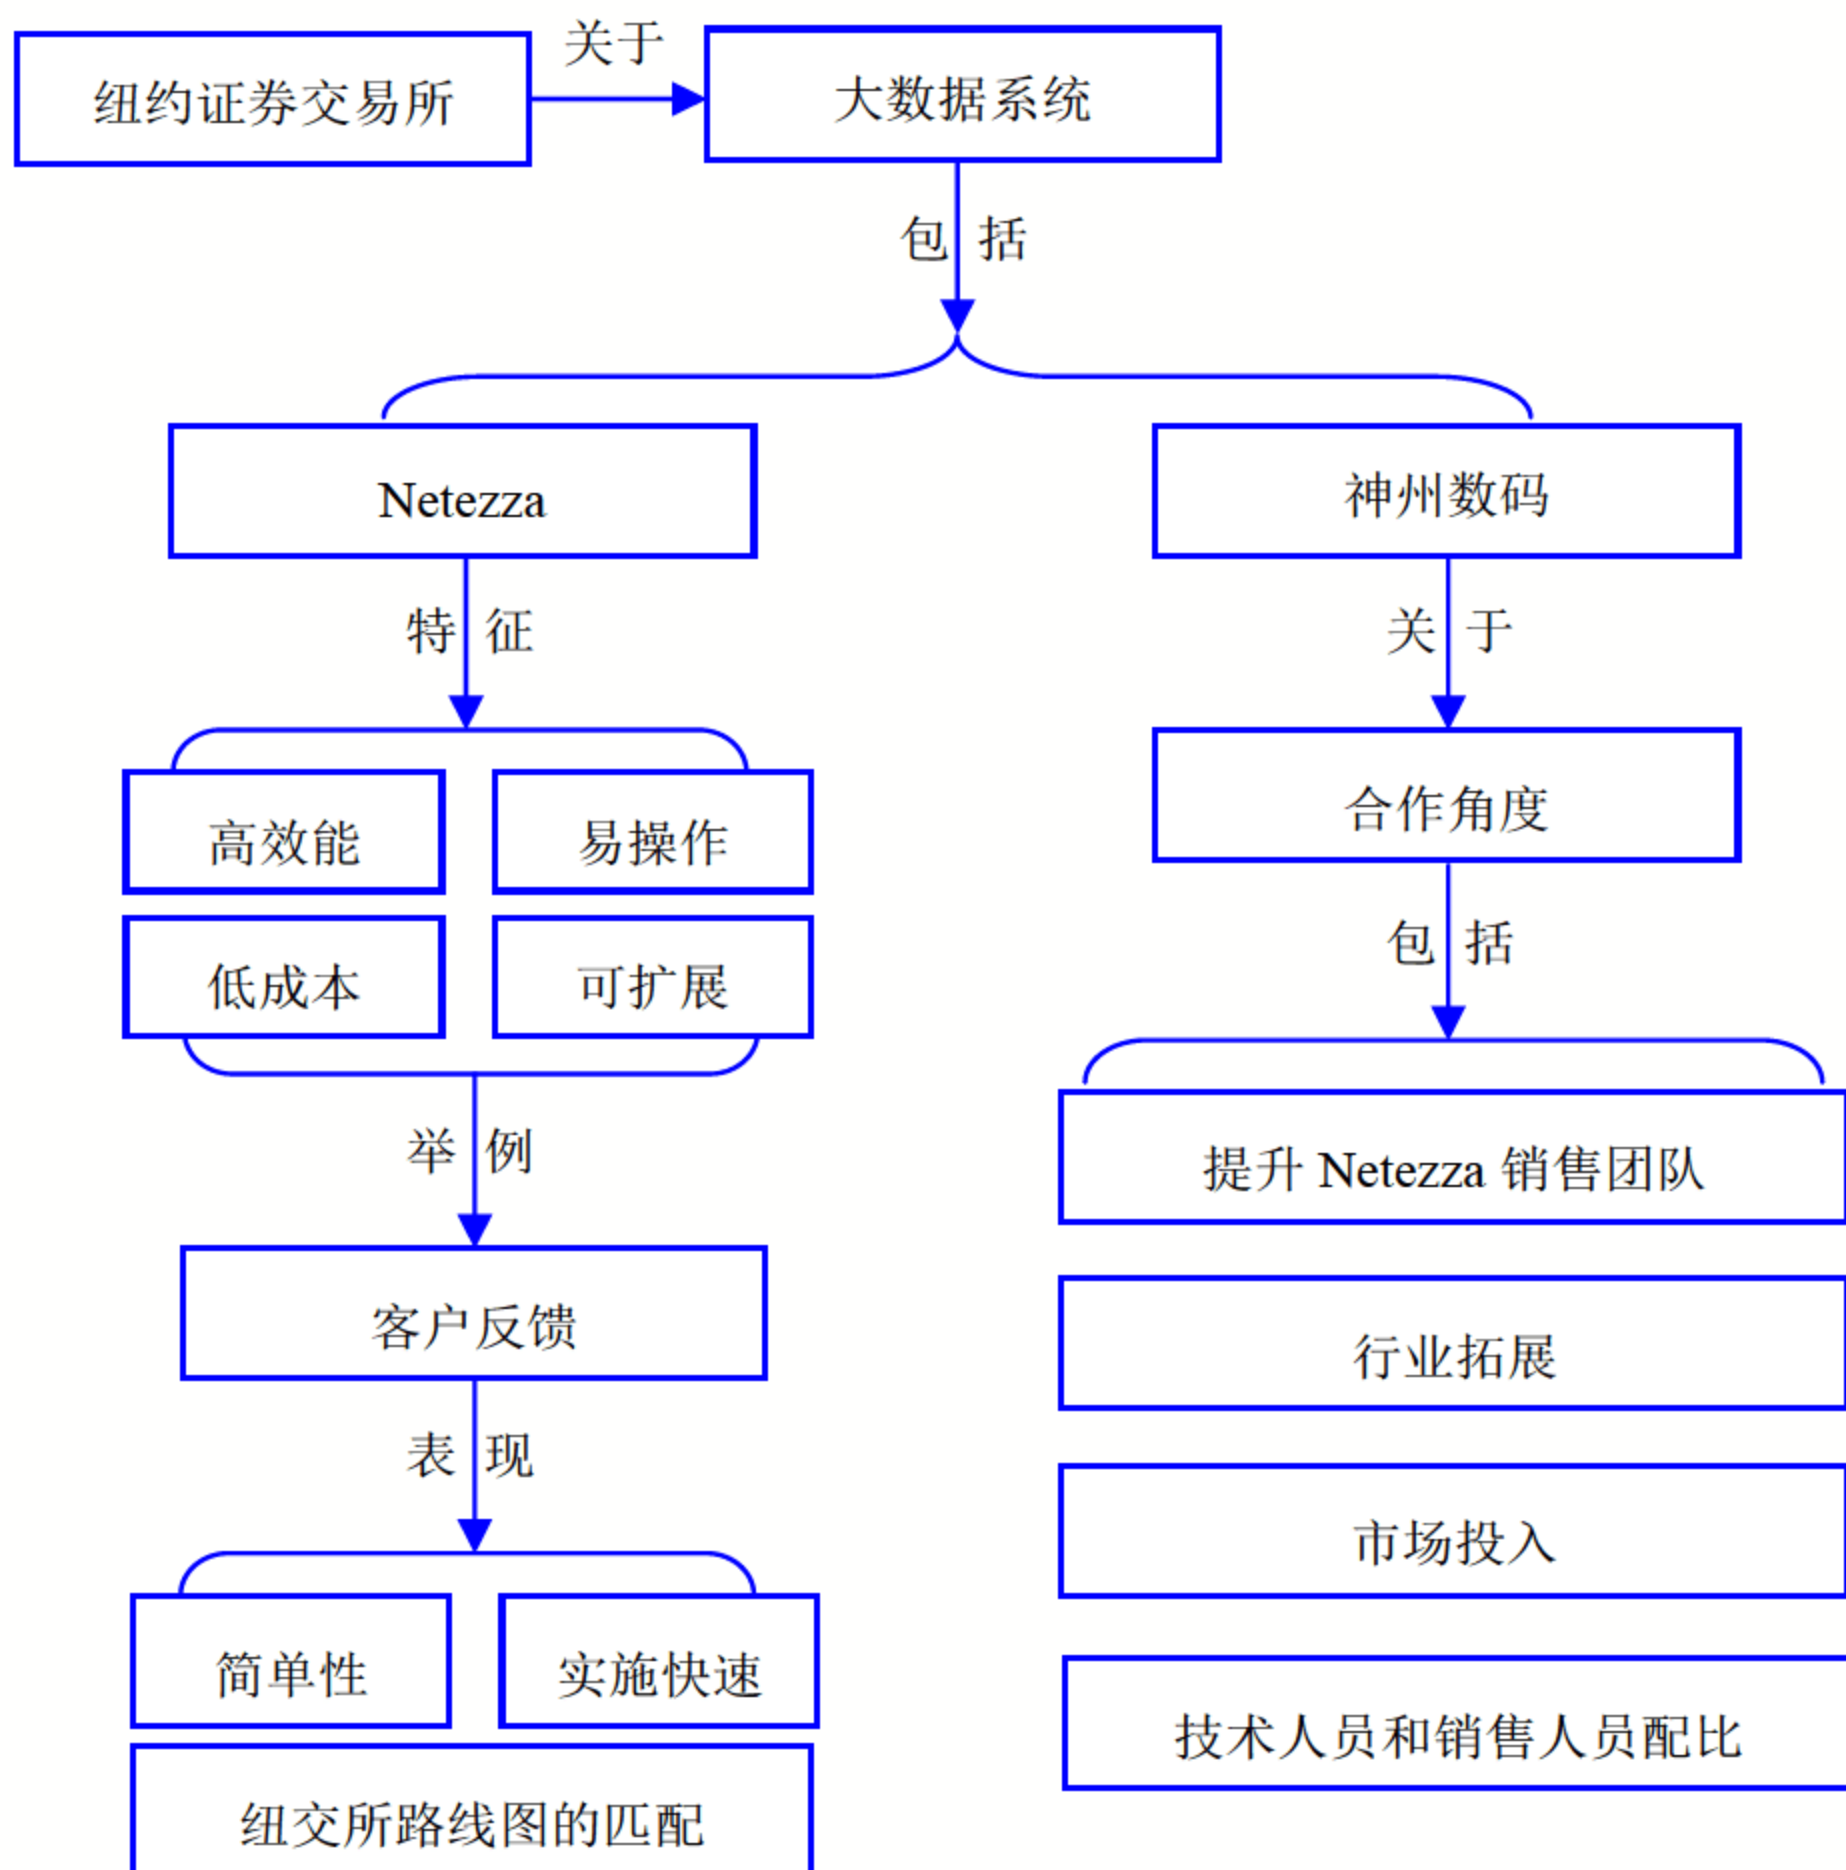 关于
纽约证券交易所
大数据系统
包括
Netezza
神州数码
特征
关于
高效能
易操作
合作角度
低成本
可扩展
包括
举例
提升 Netezza 销售团队
客户反馈
行业拓展
表现
市场投入
简单性
实施快速
技术人员和销售人员配比
纽交所路线图的匹配